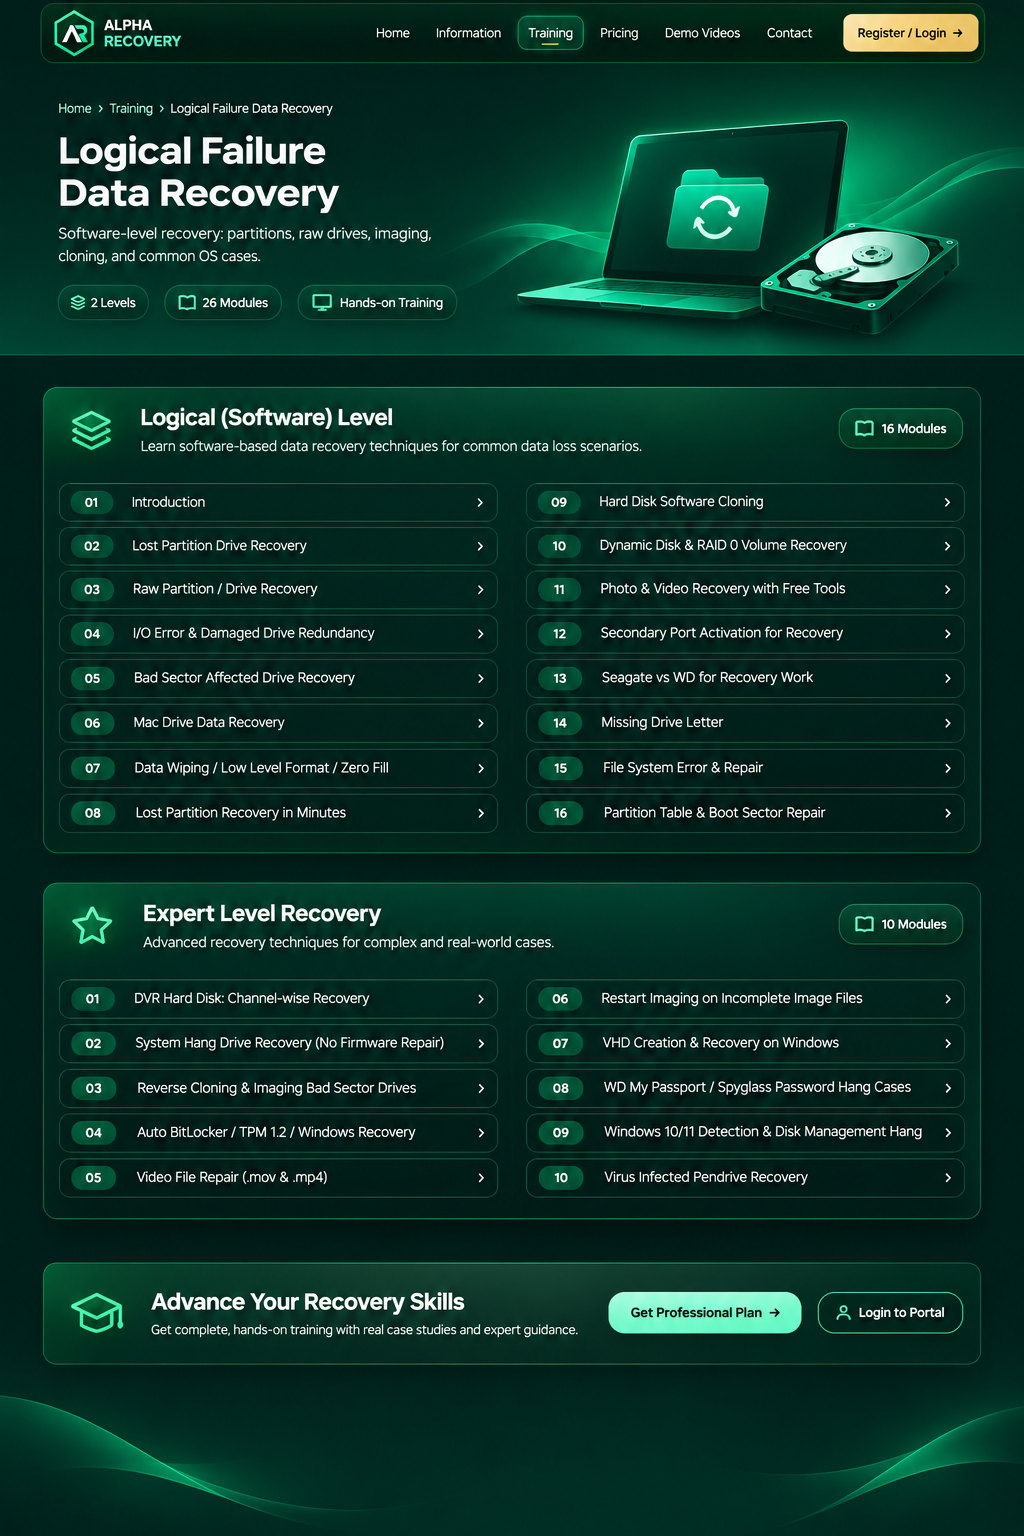 ALPHA
RECOVERY
Home
Information
Training
Pricing
Demo Videos
Contact
Register / Login →
Home › Training › Logical Failure Data Recovery
Logical Failure
Data Recovery
Software-level recovery: partitions, raw drives, imaging,
cloning, and common OS cases.
2 Levels
26 Modules
Hands-on Training
Logical (Software) Level
Learn software-based data recovery techniques for common data loss scenarios.
16 Modules
01 Introduction
02 Lost Partition Drive Recovery
03 Raw Partition / Drive Recovery
04 I/O Error & Damaged Drive Redundancy
05 Bad Sector Affected Drive Recovery
06 Mac Drive Data Recovery
07 Data Wiping / Low Level Format / Zero Fill
08 Lost Partition Recovery in Minutes
09 Hard Disk Software Cloning
10 Dynamic Disk & RAID 0 Volume Recovery
11 Photo & Video Recovery with Free Tools
12 Secondary Port Activation for Recovery
13 Seagate vs WD for Recovery Work
14 Missing Drive Letter
15 File System Error & Repair
16 Partition Table & Boot Sector Repair
Expert Level Recovery
Advanced recovery techniques for complex and real-world cases.
10 Modules
01 DVR Hard Disk: Channel-wise Recovery
02 System Hang Drive Recovery (No Firmware Repair)
03 Reverse Cloning & Imaging Bad Sector Drives
04 Auto BitLocker / TPM 1.2 / Windows Recovery
05 Video File Repair (.mov & .mp4)
06 Restart Imaging on Incomplete Image Files
07 VHD Creation & Recovery on Windows
08 WD My Passport / Spyglass Password Hang Cases
09 Windows 10/11 Detection & Disk Management Hang
10 Virus Infected Pendrive Recovery
Advance Your Recovery Skills
Get complete, hands-on training with real case studies and expert guidance.
Get Professional Plan →
Login to Portal